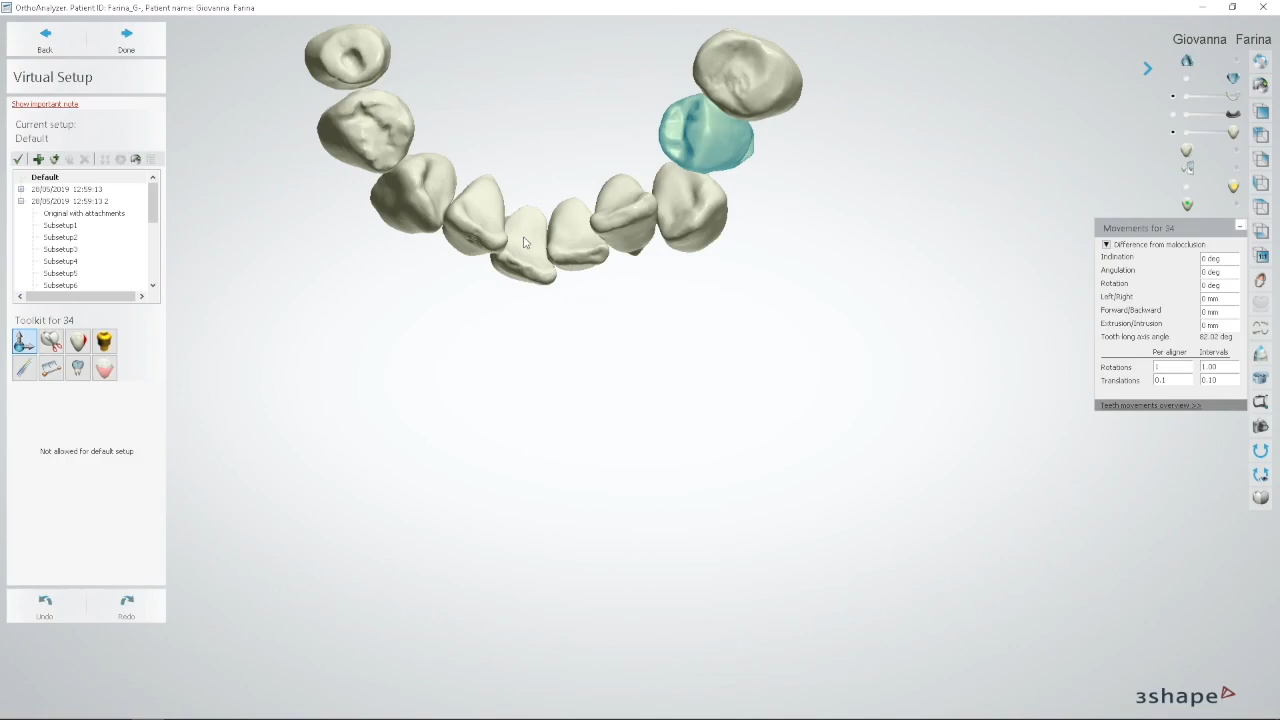 OrthoAnalyzer. Patient ID: Farina_G-, Patient name: Giovanna Farina
Back
Done
Virtual Setup
Show important note
Current setup:
Default
Default
28/05/2019 12:59:13
28/05/2019 12:59:13 2
Original with attachments
Subsetup1
Subsetup2
Subsetup3
Subsetup4
Subsetup5
Subsetup6
Toolkit for 34
Not allowed for default setup
Undo
Redo
Giovanna Farina
Movements for 34
Difference from malocclusion
Inclination 0 deg
Angulation 0 deg
Rotation 0 deg
Left/Right 0 mm
Forward/Backward 0 mm
Extrusion/Intrusion 0 mm
Tooth long axis angle 82.02 deg
Per aligner Intervals
Rotations 1 1.00
Translations 0.1 0.10
Teeth movements overview >>
3shape